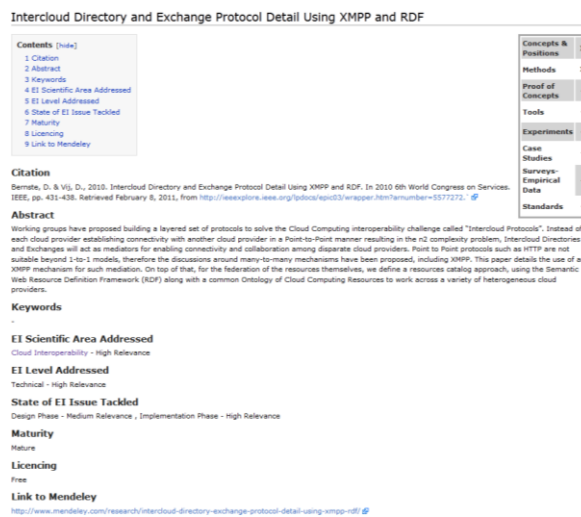 Intercloud Directory and Exchange Protocol Detail Using XMPP and RDF
Contents [hide]
1 Citation
2 Abstract
3 Keywords
4 EI Scientific Area Addressed
5 EI Level Addressed
6 State of EI Issue Tackled
7 Maturity
8 Licencing
9 Link to Mendeley
Concepts & Positions
Methods
Proof of Concepts
Tools
Experiments
Case Studies
Surveys-Empirical Data
Standards
Citation
Bernste, D. & Vij, D., 2010. Intercloud Directory and Exchange Protocol Detail Using XMPP and RDF. In 2010 6th World Congress on Services.
IEEE, pp. 431-438. Retrieved February 8, 2011, from http://ieeexplore.ieee.org/lpdocs/epic03/wrapper.htm?arnumber=5577272.`
Abstract
Working groups have proposed building a layered set of protocols to solve the Cloud Computing interoperability challenge called "Intercloud Protocols". Instead of
each cloud provider establishing connectivity with another cloud provider in a Point-to-Point manner resulting in the n2 complexity problem, Intercloud Directories
and Exchanges will act as mediators for enabling connectivity and collaboration among disparate cloud providers. Point to Point protocols such as HTTP are not
suitable beyond 1-to-1 models, therefore the discussions around many-to-many mechanisms have been proposed, including XMPP. This paper details the use of a
XMPP mechanism for such mediation. On top of that, for the federation of the resources themselves, we define a resources catalog approach, using the Semantic
Web Resource Definition Framework (RDF) along with a common Ontology of Cloud Computing Resources to work across a variety of heterogeneous cloud
providers.
Keywords
-
EI Scientific Area Addressed
Cloud Interoperability - High Relevance
EI Level Addressed
Technical - High Relevance
State of EI Issue Tackled
Design Phase - Medium Relevance , Implementation Phase - High Relevance
Maturity
Mature
Licencing
Free
Link to Mendeley
http://www.mendeley.com/research/intercloud-directory-exchange-protocol-detail-using-xmpp-rdf/